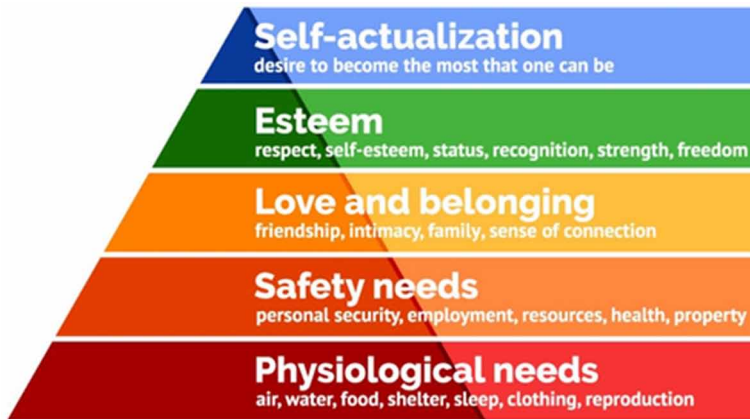 Self-actualization
desire to become the most that one can be
Esteem
respect, self-esteem, status, recognition, strength, freedom
Love and belonging
friendship, intimacy, family, sense of connection
Safety needs
personal security, employment, resources, health, property
Physiological needs
air, water, food, shelter, sleep, clothing, reproduction